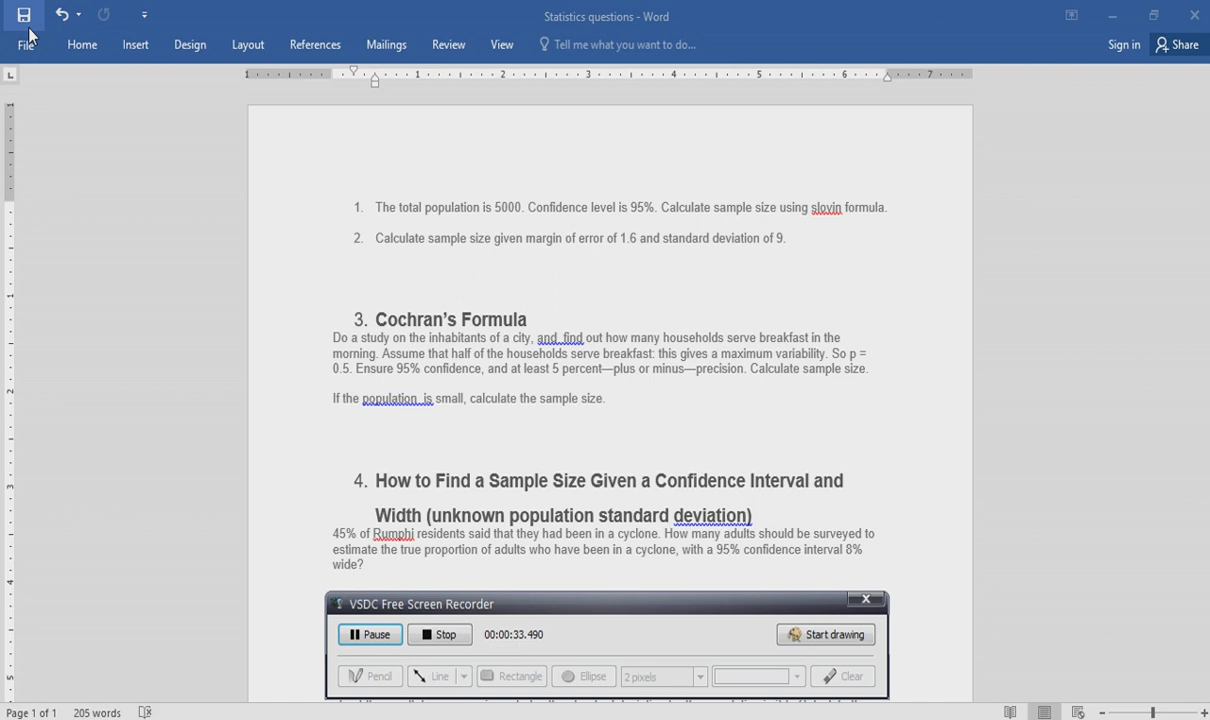 Statistics questions - Word
File Home Insert Design Layout References Mailings Review View Tell me what you want to do... Sign in Share
1 1 2 3 4 5 6 7
1. The total population is 5000. Confidence level is 95%. Calculate sample size using slovin formula.
2. Calculate sample size given margin of error of 1.6 and standard deviation of 9.
3. Cochran's Formula
Do a study on the inhabitants of a city, and  find out how many households serve breakfast in the
morning. Assume that half of the households serve breakfast: this gives a maximum variability. So p =
0.5. Ensure 95% confidence, and at least 5 percent—plus or minus—precision. Calculate sample size.
If the population  is small, calculate the sample size.
4. How to Find a Sample Size Given a Confidence Interval and
Width (unknown population standard deviation)
45% of Rumphi residents said that they had been in a cyclone. How many adults should be surveyed to
estimate the true proportion of adults who have been in a cyclone, with a 95% confidence interval 8%
wide?
VSDC Free Screen Recorder
Pause Stop 00:00:33.490 Start drawing
Pencil Line Rectangle Ellipse 2 pixels Clear
Page 1 of 1 205 words